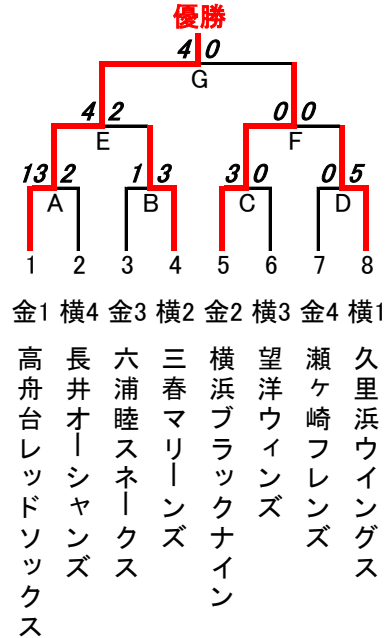 優勝
4 0
G
4 2 0 0
E F
13 2 1 3 3 0 0 5
A B C D
1 2 3 4 5 6 7 8
金1 横4 金3 横2 金2 横3 金4 横1
高舟台レッドソックス
長井オーシャンズ
六浦睦スネークス
三春マリーンズ
横浜ブラックナイン
望洋ウィンズ
瀬ヶ崎フレンズ
久里浜ウイングス